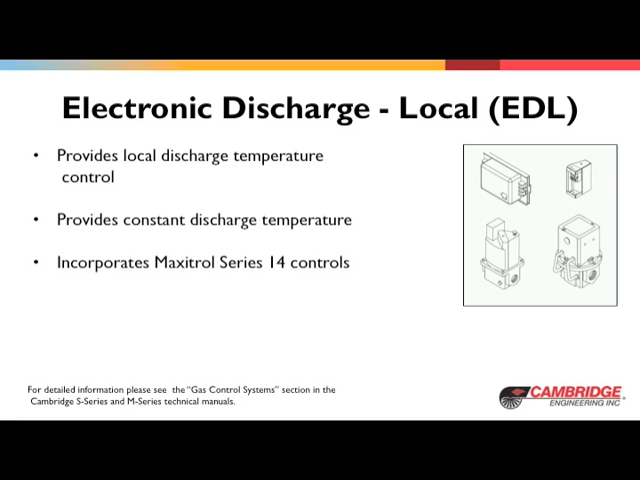 Electronic Discharge - Local (EDL)
• Provides local discharge temperature
control
• Provides constant discharge temperature
• Incorporates Maxitrol Series 14 controls
For detailed information please see the "Gas Control Systems" section in the
Cambridge S-Series and M-Series technical manuals.
CAMBRIDGE
ENGINEERING INC